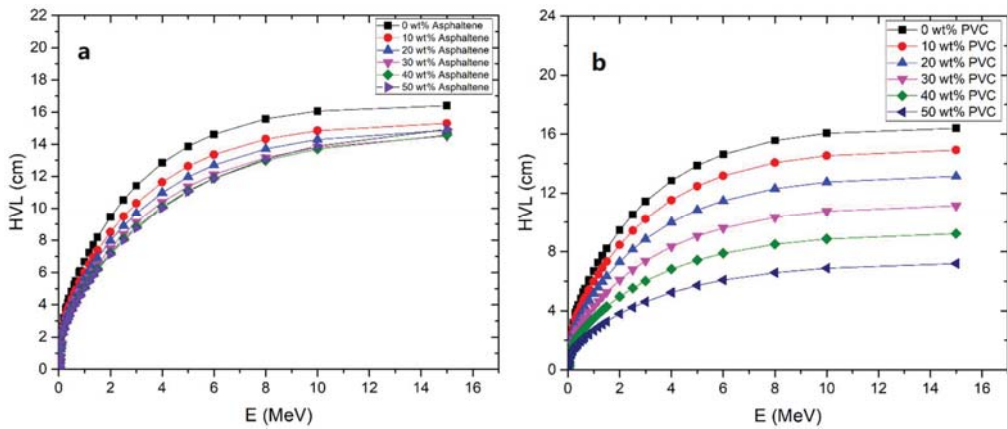 a
0 wt% Asphaltene
10 wt% Asphaltene
20 wt% Asphaltene
30 wt% Asphaltene
40 wt% Asphaltene
50 wt% Asphaltene
22
20
18
16
14
12
10
8
6
4
2
0
HVL (cm)
0 2 4 6 8 10 12 14 16
E (MeV)
b
0 wt% PVC
10 wt% PVC
20 wt% PVC
30 wt% PVC
40 wt% PVC
50 wt% PVC
24
20
16
12
8
4
0
HVL (cm)
0 2 4 6 8 10 12 14 16
E (MeV)